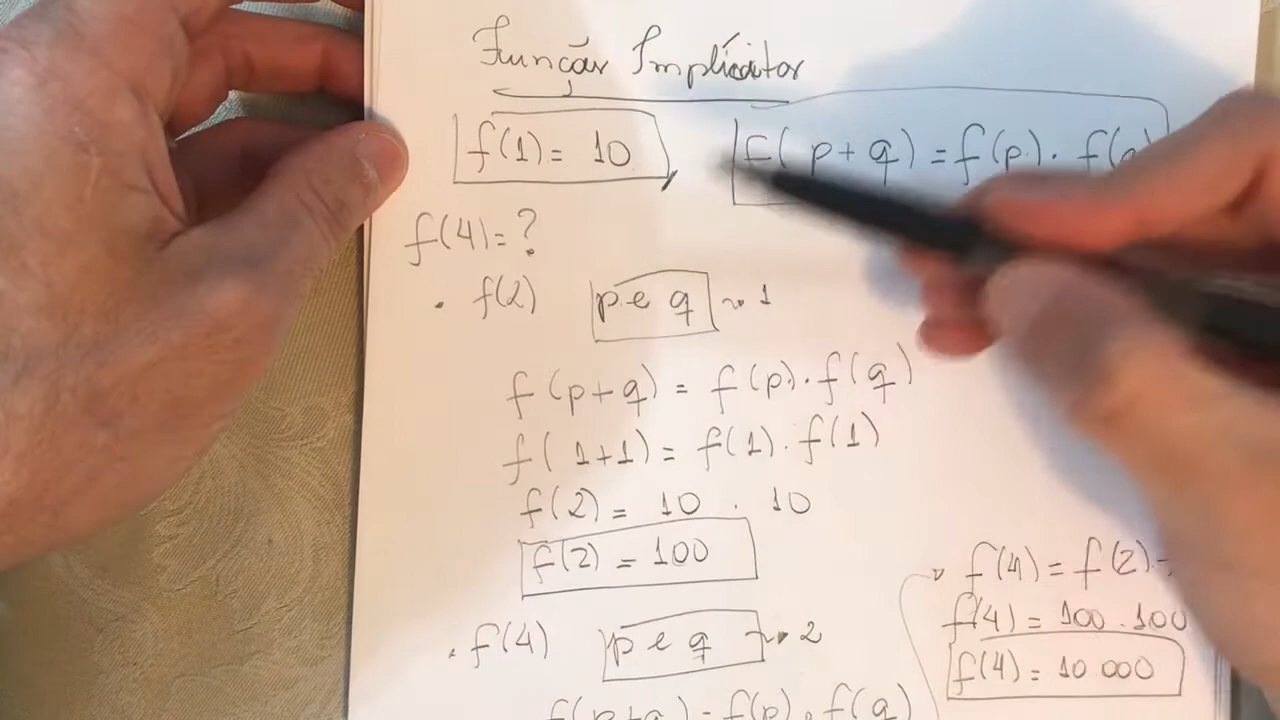 Função Implícita
f(1) = 10, f(p+q) = f(p) . f(q)
f(4) = ?
. f(2) p e q → 1
f(p+q) = f(p) . f(q)
f(1+1) = f(1) . f(1)
f(2) = 10 . 10
f(2) = 100
. f(4) p e q → 2
f(p+q) = f(p) . f(q)
→ f(4) = f(2) .
f(4) = 100 . 100
f(4) = 10 000